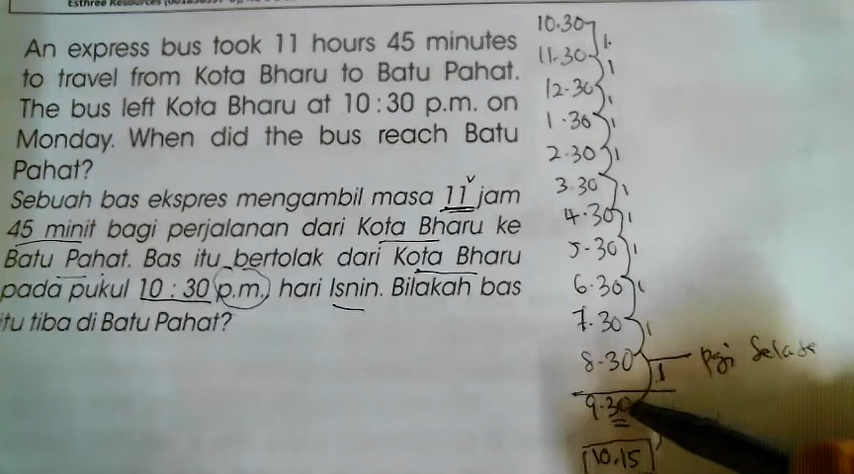 Esthree Resources
An express bus took 11 hours 45 minutes
to travel from Kota Bharu to Batu Pahat.
The bus left Kota Bharu at 10 : 30 p.m. on
Monday. When did the bus reach Batu
Pahat?
Sebuah bas ekspres mengambil masa 11 jam
45 minit bagi perjalanan dari Kota Bharu ke
Batu Pahat. Bas itu bertolak dari Kota Bharu
pada pukul 10 : 30 p.m. hari Isnin. Bilakah bas
itu tiba di Batu Pahat?
10.30
1
11.30
1
12.30
1
1.30
1
2.30
1
3.30
1
4.30
1
5.30
1
6.30
1
7.30
1
8.30
1
Pgi Selasa
9.30
10.15